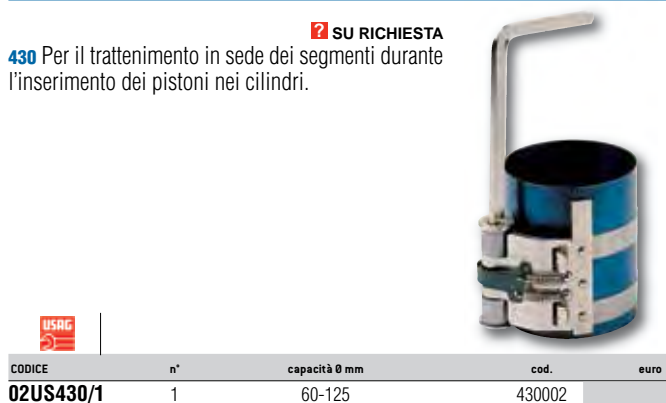 ? SU RICHIESTA
430 Per il trattenimento in sede dei segmenti durante
l'inserimento dei pistoni nei cilindri.
USAG
CODICE n° capacità Ø mm cod. euro
02US430/1 1 60-125 430002